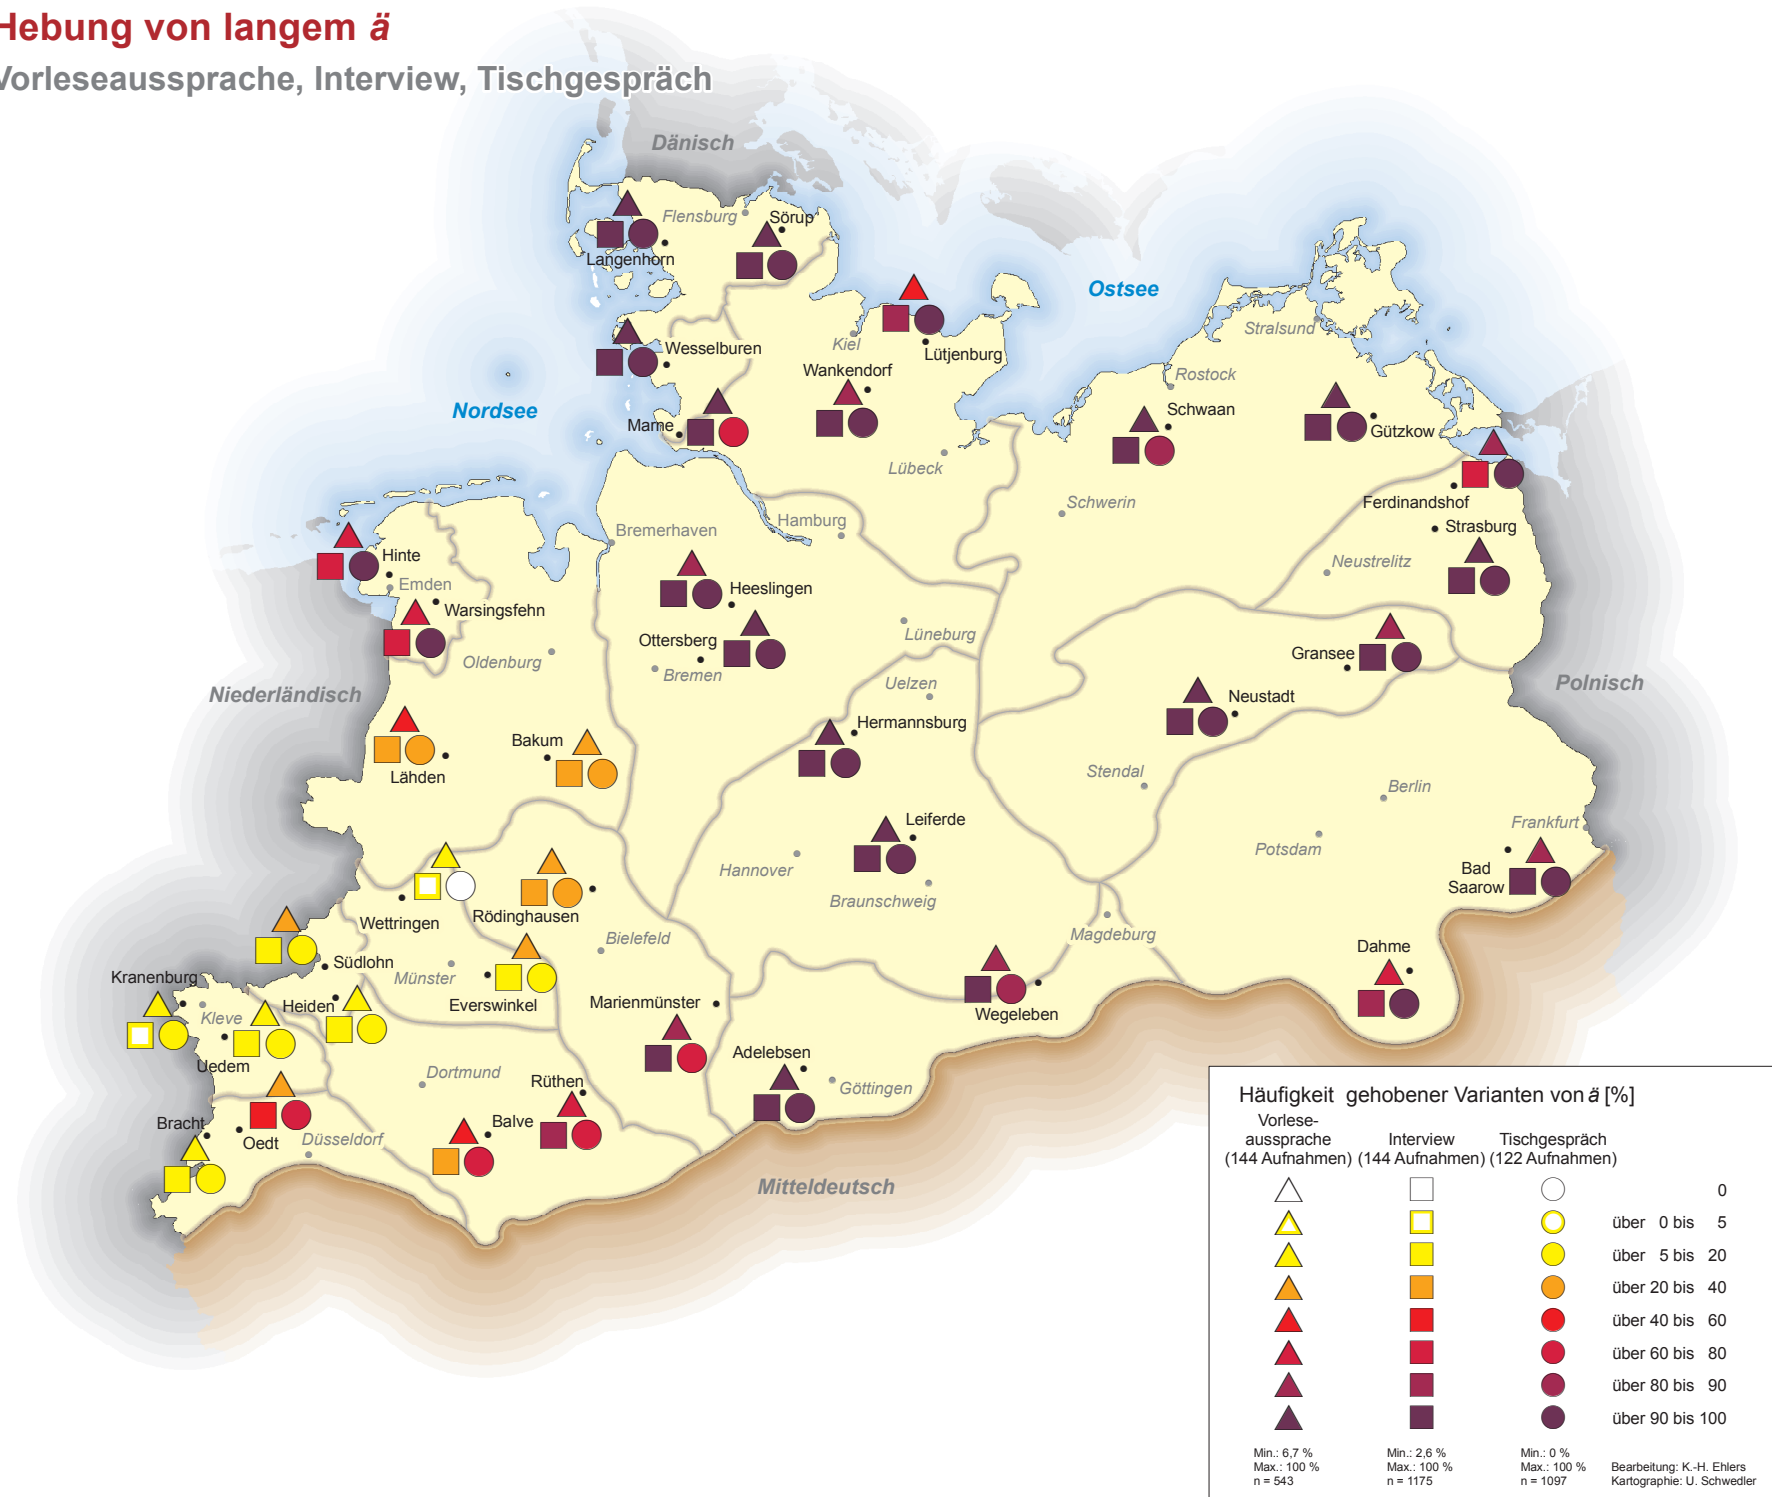 Hebung von langem ä
Vorleseaussprache, Interview, Tischgespräch
Dänisch
Flensburg
Sörup
Langenhorn
Ostsee
Stralsund
Kiel
Lütjenburg
Wesselburen
Wankendorf
Rostock
Nordsee
Schwaan
Marne
Gützkow
Lübeck
Schwerin
Ferdinandshof
Hamburg
Bremerhaven
Strasburg
Hinte
Neustrelitz
Emden
Heeslingen
Warsingsfehn
Lüneburg
Ottersberg
Gransee
Oldenburg
Bremen
Uelzen
Niederländisch
Polnisch
Neustadt
Hermannsburg
Bakum
Lähden
Stendal
Berlin
Leiferde
Frankfurt
Hannover
Potsdam
Bad
Saarow
Braunschweig
Wettringen
Rödinghausen
Bielefeld
Magdeburg
Dahme
Südlohn
Münster
Kranenburg
Heiden
Everswinkel
Marienmünster
Wegeleben
Kleve
Uedem
Adelebsen
Dortmund
Rüthen
Göttingen
Bracht
Oedt
Düsseldorf
Balve
Mitteldeutsch
Häufigkeit gehobener Varianten von ä [%]
Vorlese-
aussprache Interview Tischgespräch
(144 Aufnahmen) (144 Aufnahmen) (122 Aufnahmen)
0
über 0 bis 5
über 5 bis 20
über 20 bis 40
über 40 bis 60
über 60 bis 80
über 80 bis 90
über 90 bis 100
Min.: 6,7 % Min.: 2,6 % Min.: 0 %
Max.: 100 % Max.: 100 % Max.: 100 % Bearbeitung: K.-H. Ehlers
n = 543 n = 1175 n = 1097 Kartographie: U. Schwedler